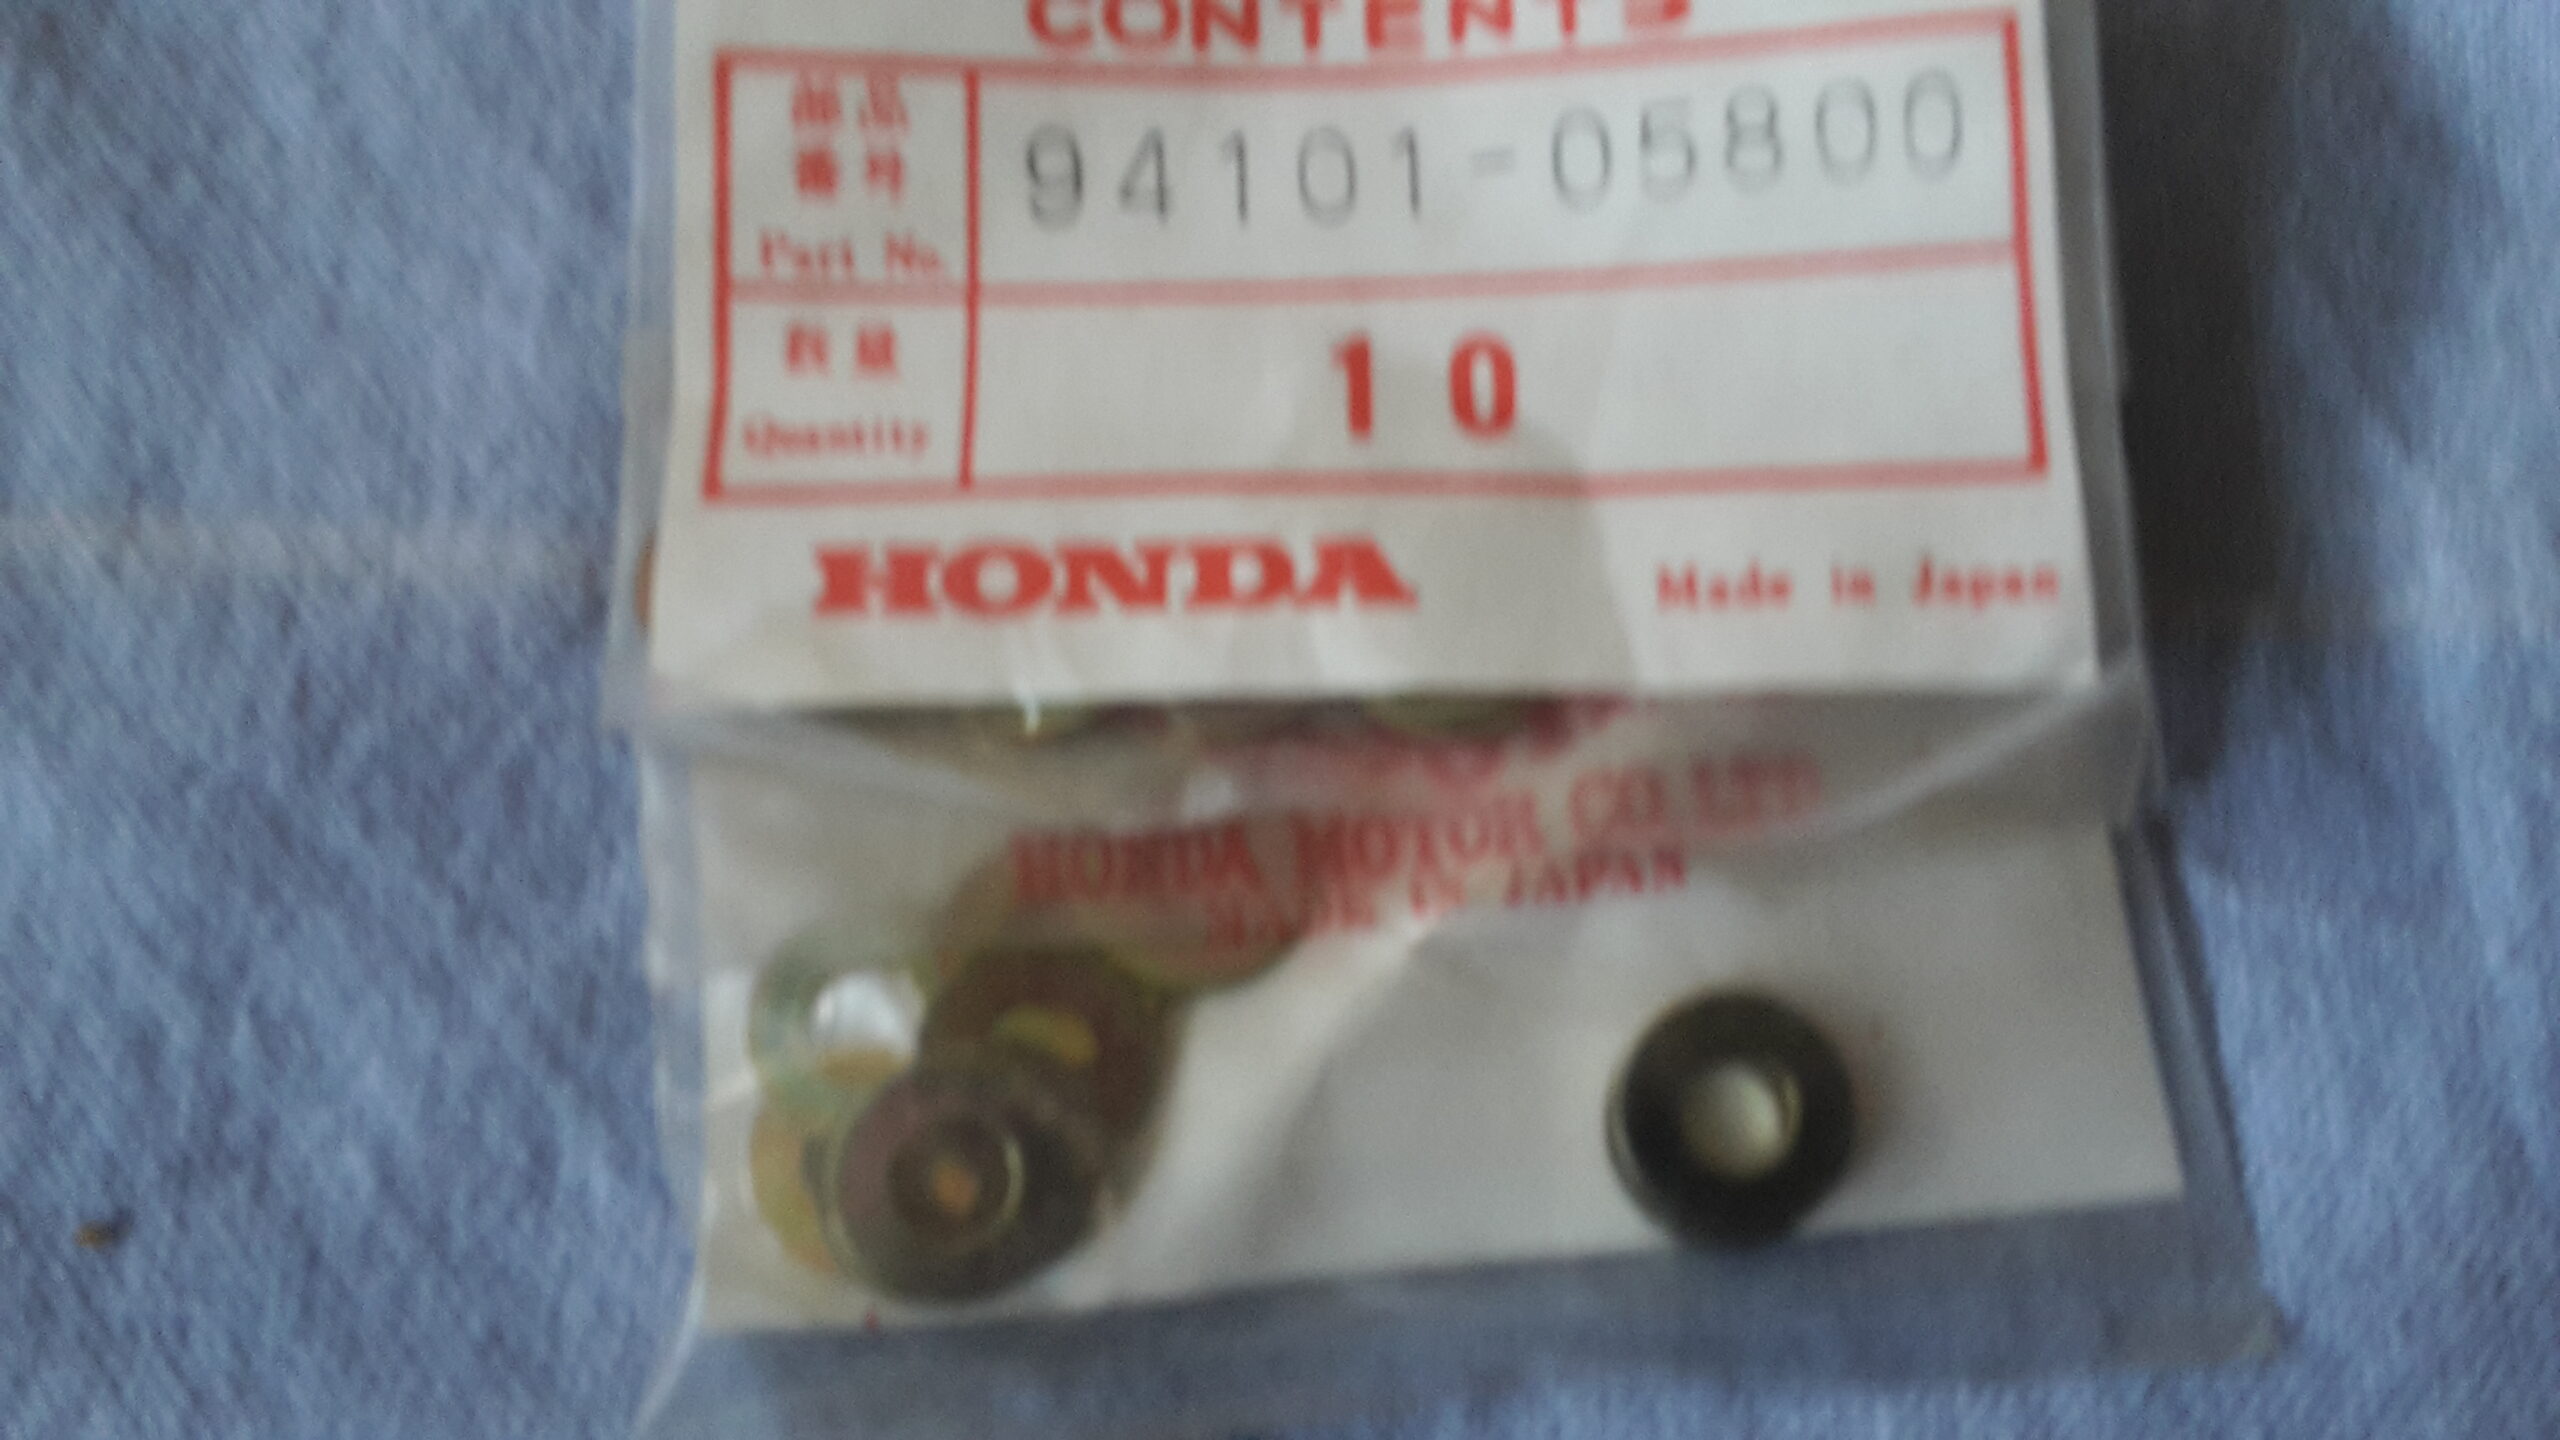 CONTENTS
部品
番号
Part No.
94101-05800
数量
Quantity
10
HONDA
Made in Japan
HONDA MOTOR CO LTD
MADE IN JAPAN